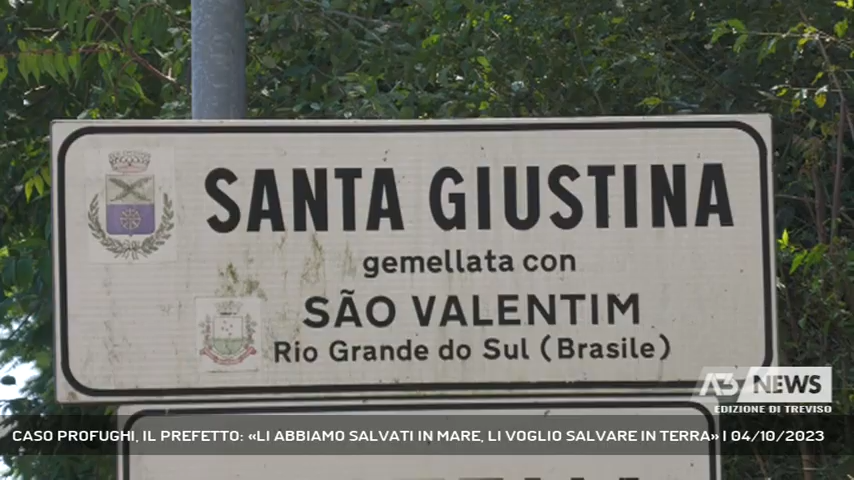 SANTA GIUSTINA
gemellata con
SÃO VALENTIM
Rio Grande do Sul (Brasile)
A3 NEWS
EDIZIONE DI TREVISO
CASO PROFUGHI, IL PREFETTO: «LI ABBIAMO SALVATI IN MARE, LI VOGLIO SALVARE IN TERRA» | 04/10/2023